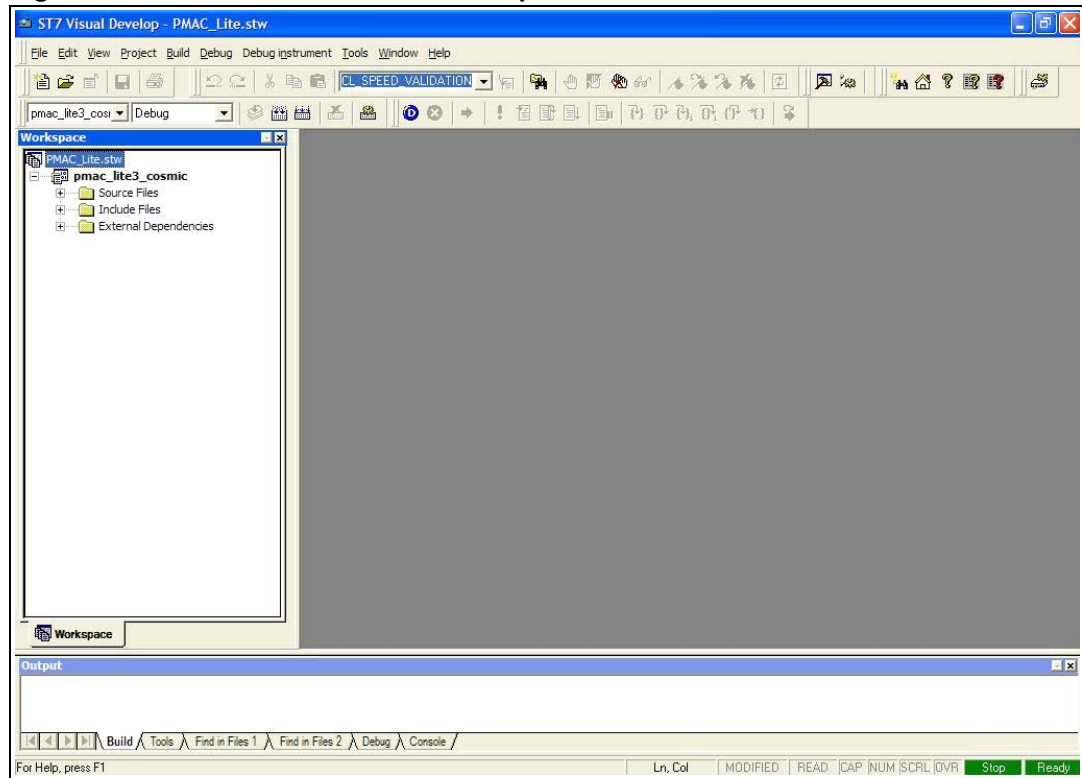 ST7 Visual Develop - PMAC_Lite.stw
File Edit View Project Build Debug Debug instrument Tools Window Help
CL_SPEED_VALIDATION
pmac_lite3_cosi Debug
Workspace
PMAC_Lite.stw
pmac_lite3_cosmic
Source Files
Include Files
External Dependencies
Workspace
Output
Build Tools Find in Files 1 Find in Files 2 Debug Console
For Help, press F1 Ln, Col MODIFIED READ CAP NUM SCRL OVR Stop Ready